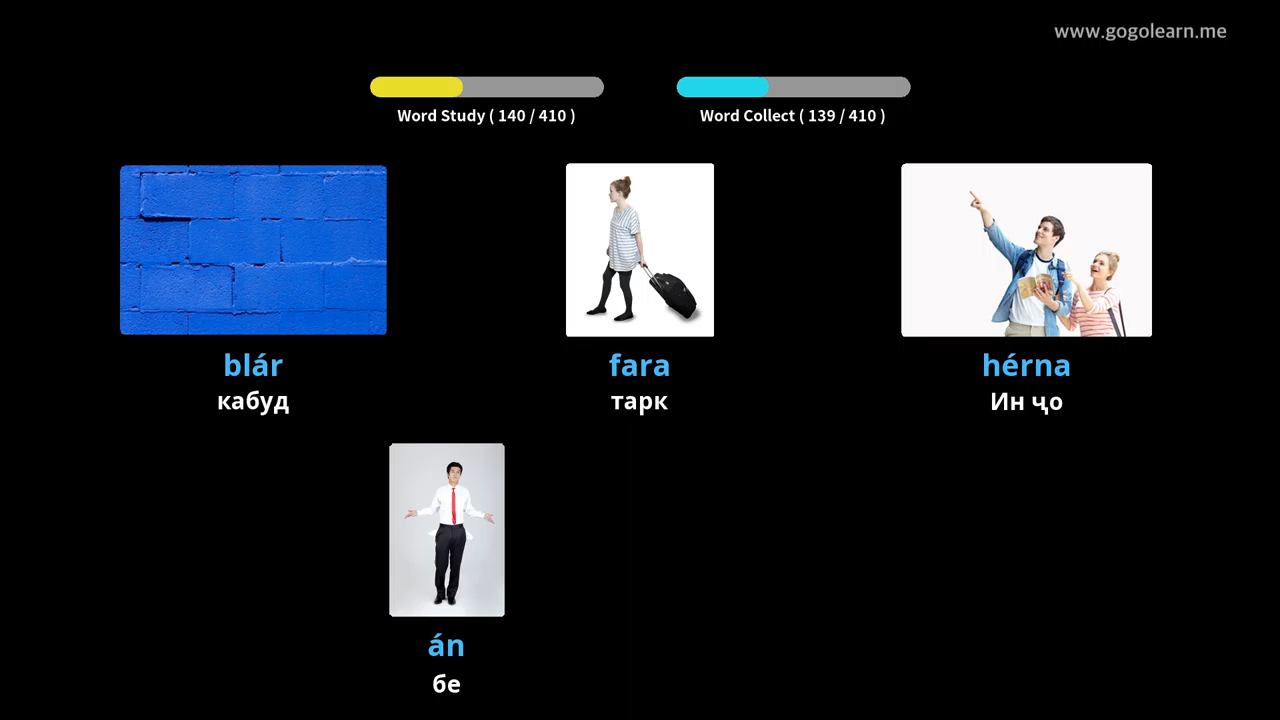 www.gogolearn.me
Word Study ( 140 / 410 )
Word Collect ( 139 / 410 )
blár
кабуд
fara
тарк
hérna
Ин ҷо
án
бе